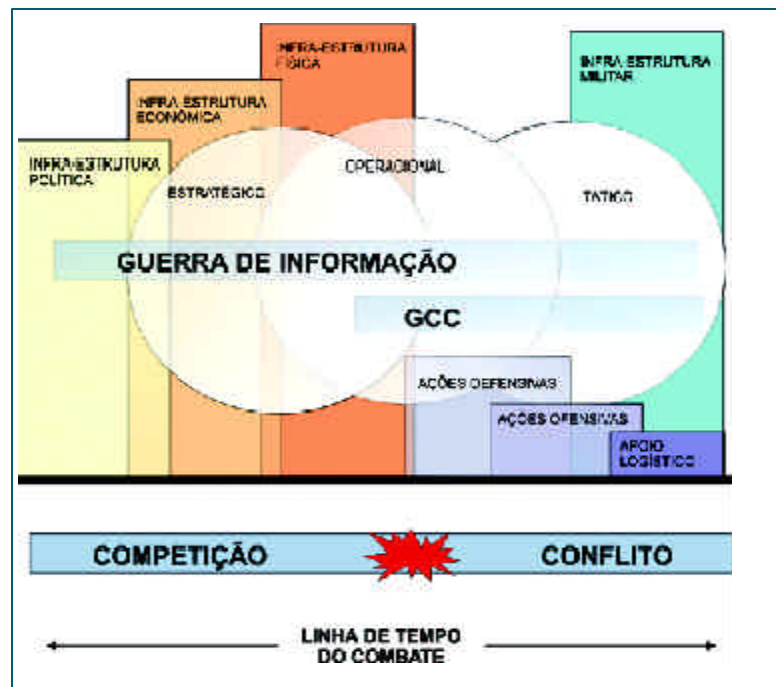 INFRA-ESTRUTURA
FÍSICA
INFRA ESTRUTURA
MILITAR
INFRA ESTRUTURA
ECONÔMICA
INFRA-ESTRUTURA
POLÍTICA
ESTRATÉGICO
OPERACIONAL
TÁTICO
GUERRA DE INFORMAÇÃO
GCC
AÇÕES DEFENSIVAS
AÇÕES OFENSIVAS
APOIO
LOGÍSTICO
COMPETIÇÃO
CONFLITO
LINHA DE TEMPO
DO COMBATE